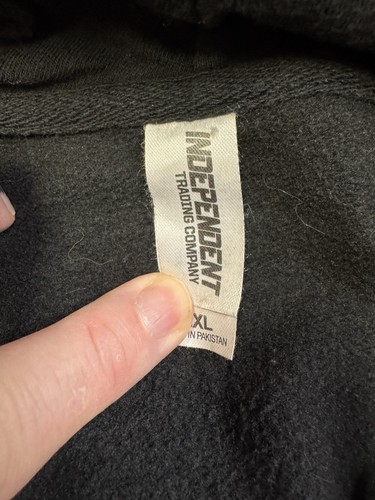 INDEPENDENT
TRADING COMPANY
XL
IN PAKISTAN